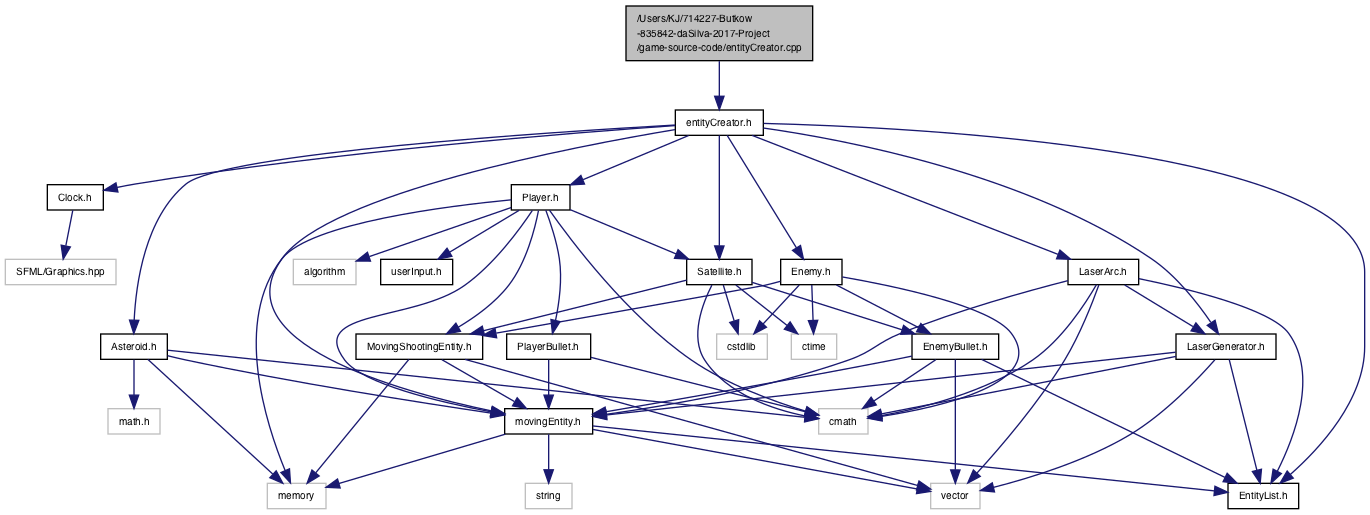 /Users/KJ/714227-Butkow
-835842-daSilva-2017-Project
/game-source-code/entityCreator.cpp
entityCreator.h
Clock.h
Player.h
SFML/Graphics.hpp
algorithm
userInput.h
Satellite.h
Enemy.h
LaserArc.h
Asteroid.h
MovingShootingEntity.h
PlayerBullet.h
cstdlib
ctime
EnemyBullet.h
LaserGenerator.h
math.h
movingEntity.h
cmath
memory
string
vector
EntityList.h